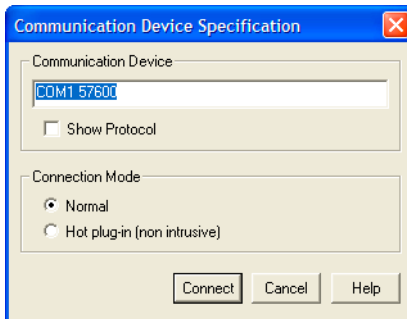 Communication Device Specification
Communication Device
COM1 57600
Show Protocol
Connection Mode
Normal
Hot plug-in (non intrusive)
Connect Cancel Help